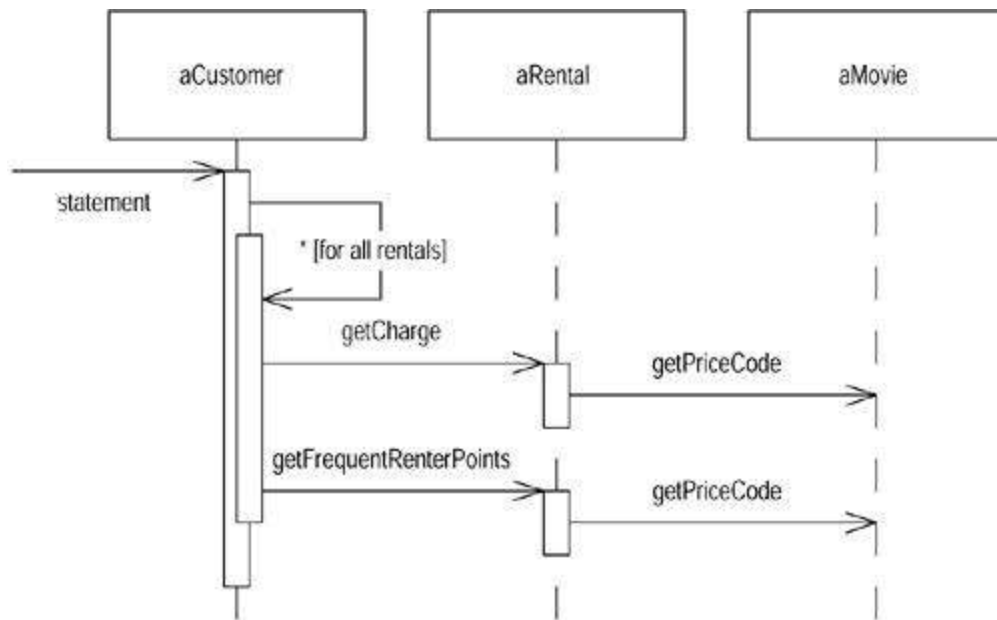 aCustomer
aRental
aMovie
statement
* [for all rentals]
getCharge
getPriceCode
getFrequentRenterPoints
getPriceCode